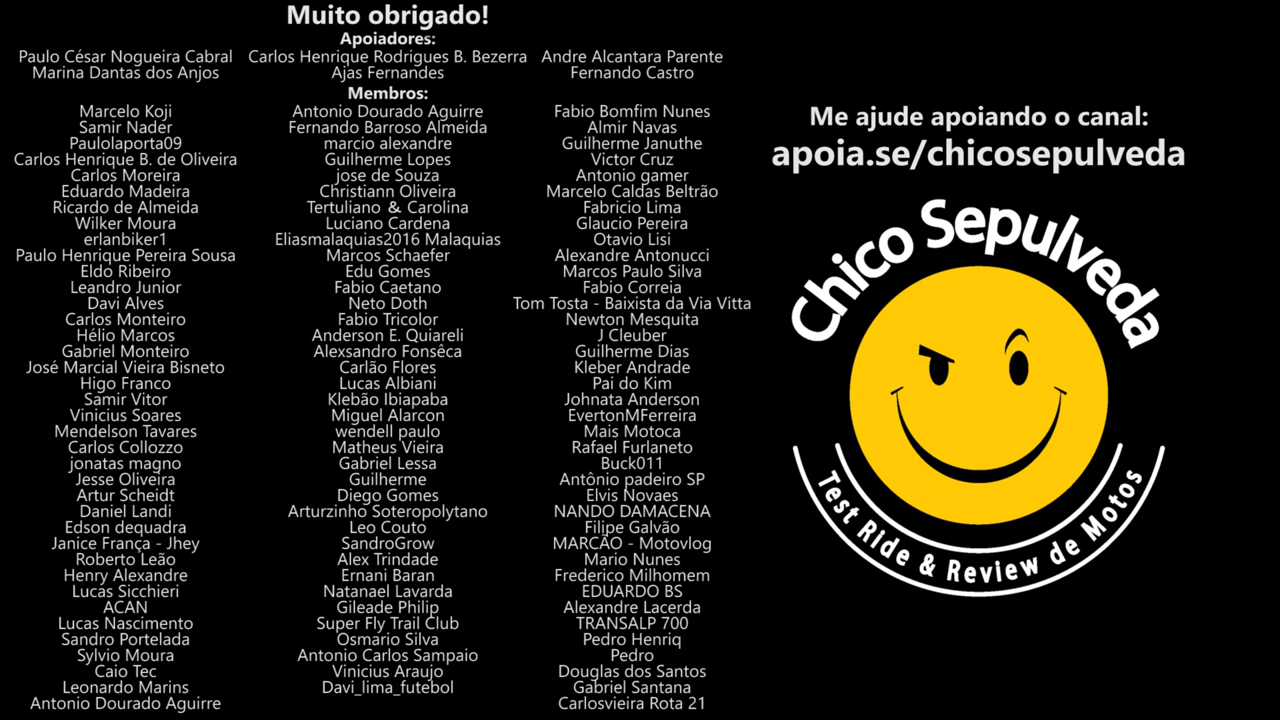 Muito obrigado!
Apoiadores:
Paulo César Nogueira Cabral
Marina Dantas dos Anjos
Carlos Henrique Rodrigues B. Bezerra
Ajas Fernandes
Andre Alcantara Parente
Fernando Castro
Membros:
Marcelo Koji
Samir Nader
Paulolaporta09
Carlos Henrique B. de Oliveira
Carlos Moreira
Eduardo Madeira
Ricardo de Almeida
Wilker Moura
erlanbiker1
Paulo Henrique Pereira Sousa
Eldo Ribeiro
Leandro Junior
Davi Alves
Carlos Monteiro
Hélio Marcos
Gabriel Monteiro
José Marcial Vieira Bisneto
Higo Franco
Samir Vitor
Vinicius Soares
Mendelson Tavares
Carlos Collozzo
jonatas magno
Jesse Oliveira
Artur Scheidt
Daniel Landi
Edson dequadra
Janice França - Jhey
Roberto Leão
Henry Alexandre
Lucas Sicchieri
ACAN
Lucas Nascimento
Sandro Portelada
Sylvio Moura
Caio Tec
Leonardo Marins
Antonio Dourado Aguirre
Antonio Dourado Aguirre
Fernando Barroso Almeida
marcio alexandre
Guilherme Lopes
jose de Souza
Christiann Oliveira
Tertuliano & Carolina
Luciano Cardena
Eliasmalaquias2016 Malaquias
Marcos Schaefer
Edu Gomes
Fabio Caetano
Neto Doth
Fabio Tricolor
Anderson E. Quiareli
Alexsandro Fonsêca
Carlão Flores
Lucas Albiani
Klebão Ibiapaba
Miguel Alarcon
wendell paulo
Matheus Vieira
Gabriel Lessa
Guilherme
Diego Gomes
Arturzinho Soteropolytano
Leo Couto
SandroGrow
Alex Trindade
Ernani Baran
Natanael Lavarda
Gileade Philip
Super Fly Trail Club
Osmario Silva
Antonio Carlos Sampaio
Vinicius Araujo
Davi_lima_futebol
Fabio Bomfim Nunes
Almir Navas
Guilherme Januthe
Victor Cruz
Antonio gamer
Marcelo Caldas Beltrão
Fabricio Lima
Glaucio Pereira
Otavio Lisi
Alexandre Antonucci
Marcos Paulo Silva
Fabio Correia
Tom Tosta - Baixista da Via Vitta
Newton Mesquita
J Cleuber
Guilherme Dias
Kleber Andrade
Pai do Kim
Johnata Anderson
EvertonMFerreira
Mais Motoca
Rafael Furlaneto
Buck011
Antônio padeiro SP
Elvis Novaes
NANDO DAMACENA
Filipe Galvão
MARCÃO - Motovlog
Mario Nunes
Frederico Milhomem
EDUARDO BS
Alexandre Lacerda
TRANSALP 700
Pedro Henriq
Pedro
Douglas dos Santos
Gabriel Santana
Carlosvieira Rota 21
Me ajude apoiando o canal:
apoia.se/chicosepulveda
Chico Sepulveda
Test Ride & Review de Motos